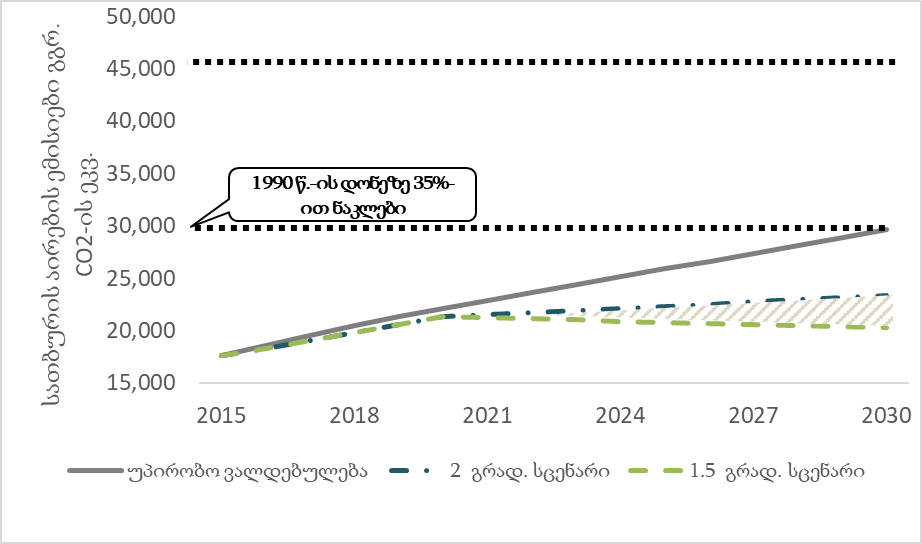 სათბურის აირების ემისიები გგრ.
CO2-ის ეკვ.
50,000
45,000
40,000
35,000
30,000
25,000
20,000
15,000
1990 წ.-ის დონეზე 35%-
ით ნაკლები
2015 2018 2021 2024 2027 2030
უპირობო ვალდებულება 2 გრად. სცენარი 1.5 გრად. სცენარი